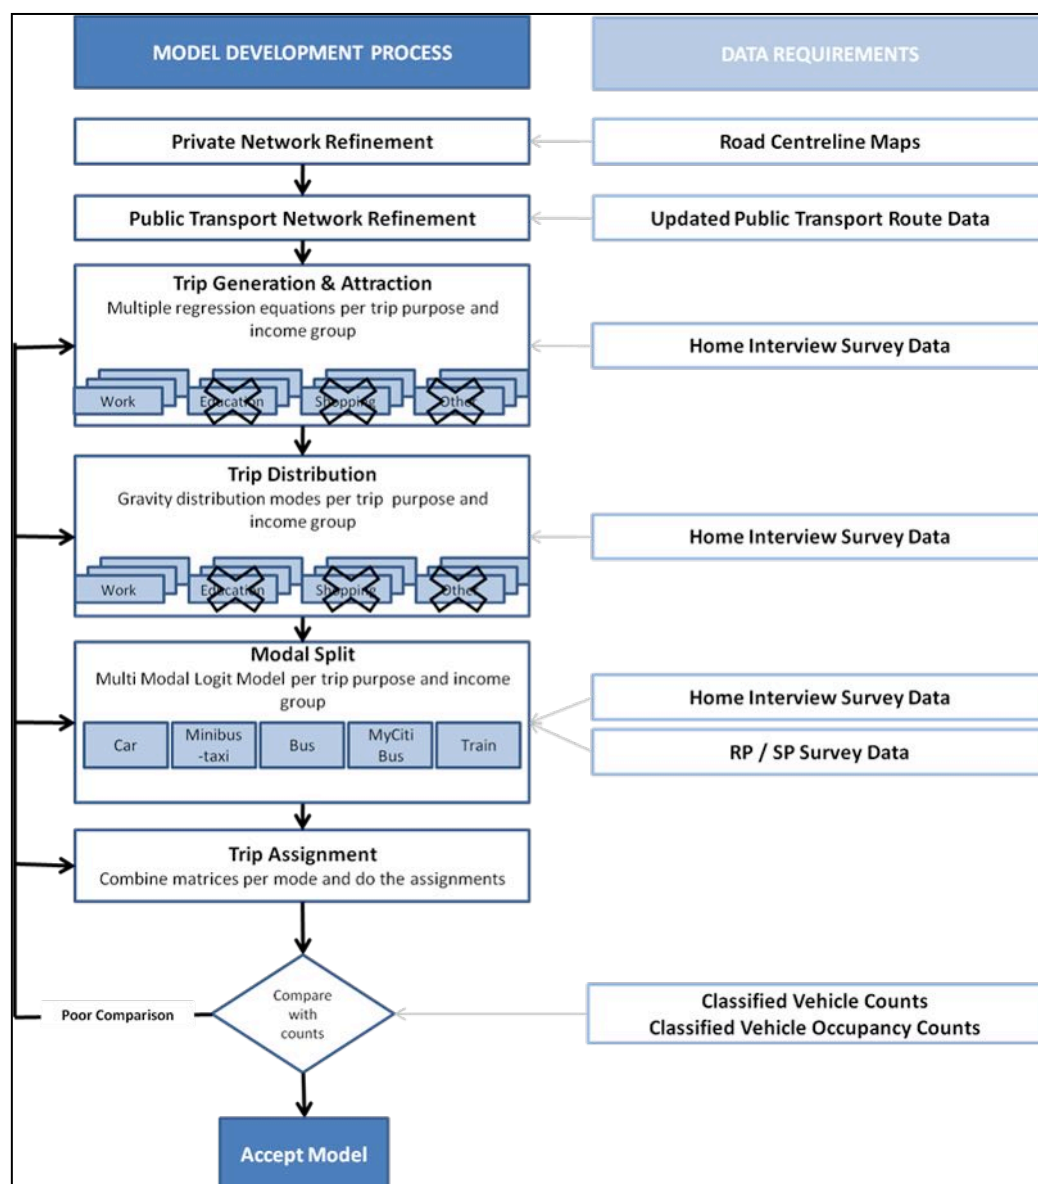 MODEL DEVELOPMENT PROCESS
DATA REQUIREMENTS
Private Network Refinement
Road Centreline Maps
Public Transport Network Refinement
Updated Public Transport Route Data
Trip Generation & Attraction
Multiple regression equations per trip purpose and
income group
Home Interview Survey Data
Work
Education
Shopping
Other
Trip Distribution
Gravity distribution modes per trip purpose and
income group
Home Interview Survey Data
Work
Education
Shopping
Other
Modal Split
Multi Modal Logit Model per trip purpose and income
group
Home Interview Survey Data
RP / SP Survey Data
Car
Minibus
-taxi
Bus
MyCiti
Bus
Train
Trip Assignment
Combine matrices per mode and do the assignments
Compare
with
counts
Poor Comparison
Classified Vehicle Counts
Classified Vehicle Occupancy Counts
Accept Model